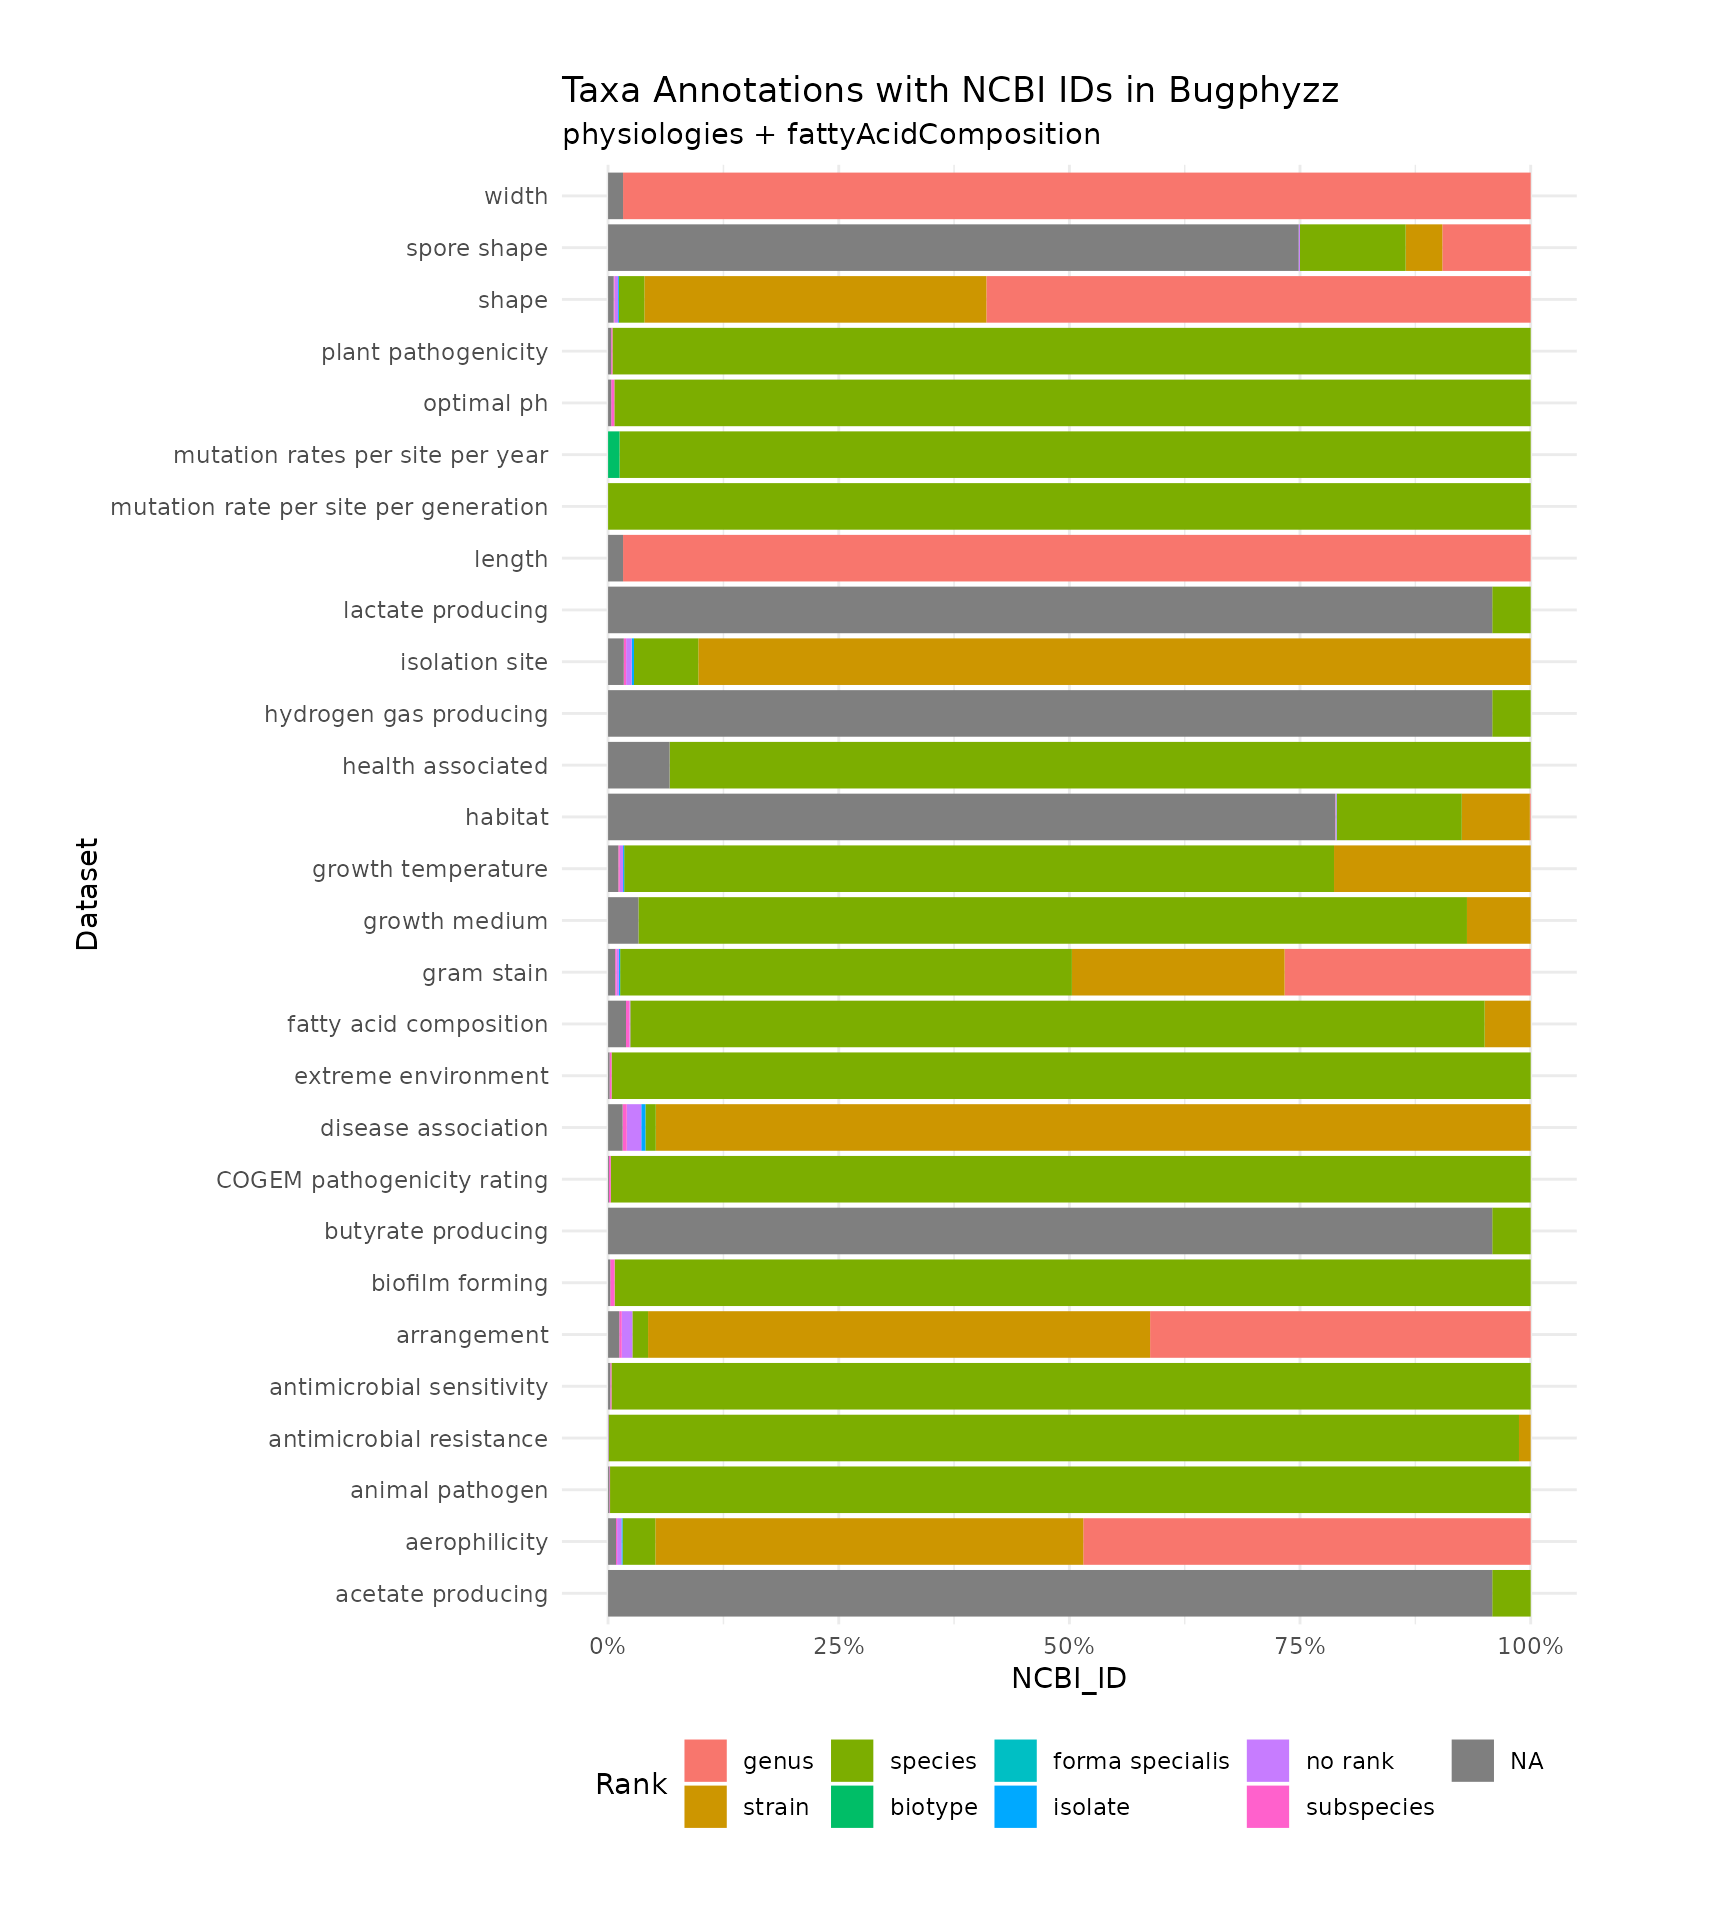 Taxa Annotations with NCBI IDs in Bugphyzz
physiologies + fattyAcidComposition
Dataset
width
spore shape
shape
plant pathogenicity
optimal ph
mutation rates per site per year
mutation rate per site per generation
length
lactate producing
isolation site
hydrogen gas producing
health associated
habitat
growth temperature
growth medium
gram stain
fatty acid composition
extreme environment
disease association
COGEM pathogenicity rating
butyrate producing
biofilm forming
arrangement
antimicrobial sensitivity
antimicrobial resistance
animal pathogen
aerophilicity
acetate producing
0% 25% 50% 75% 100%
NCBI_ID
Rank
genus species forma specialis no rank NA
strain biotype isolate subspecies